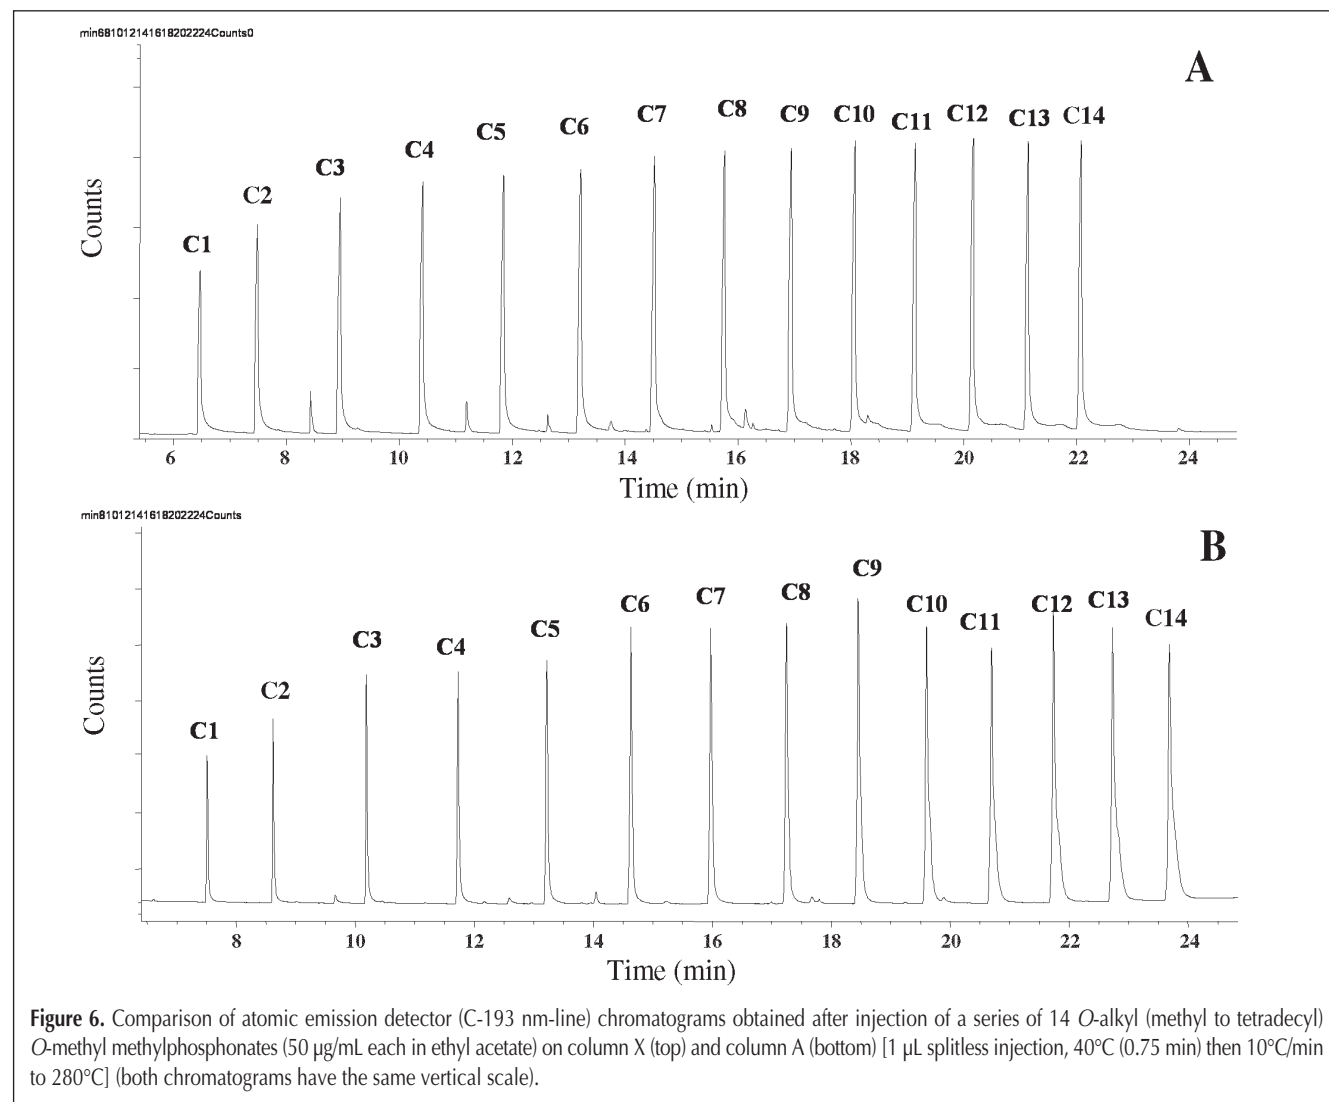 min681012141618202224Counts0
A
C1 C2 C3 C4 C5 C6 C7 C8 C9 C10 C11 C12 C13 C14
Counts
6 8 10 12 14 16 18 20 22 24
Time (min)
min81012141618202224Counts
B
C1 C2 C3 C4 C5 C6 C7 C8 C9 C10 C11 C12 C13 C14
Counts
8 10 12 14 16 18 20 22 24
Time (min)
Figure 6. Comparison of atomic emission detector (C-193 nm-line) chromatograms obtained after injection of a series of 14 O-alkyl (methyl to tetradecyl)
O-methyl methylphosphonates (50 µg/mL each in ethyl acetate) on column X (top) and column A (bottom) [1 µL splitless injection, 40°C (0.75 min) then 10°C/min
to 280°C] (both chromatograms have the same vertical scale).